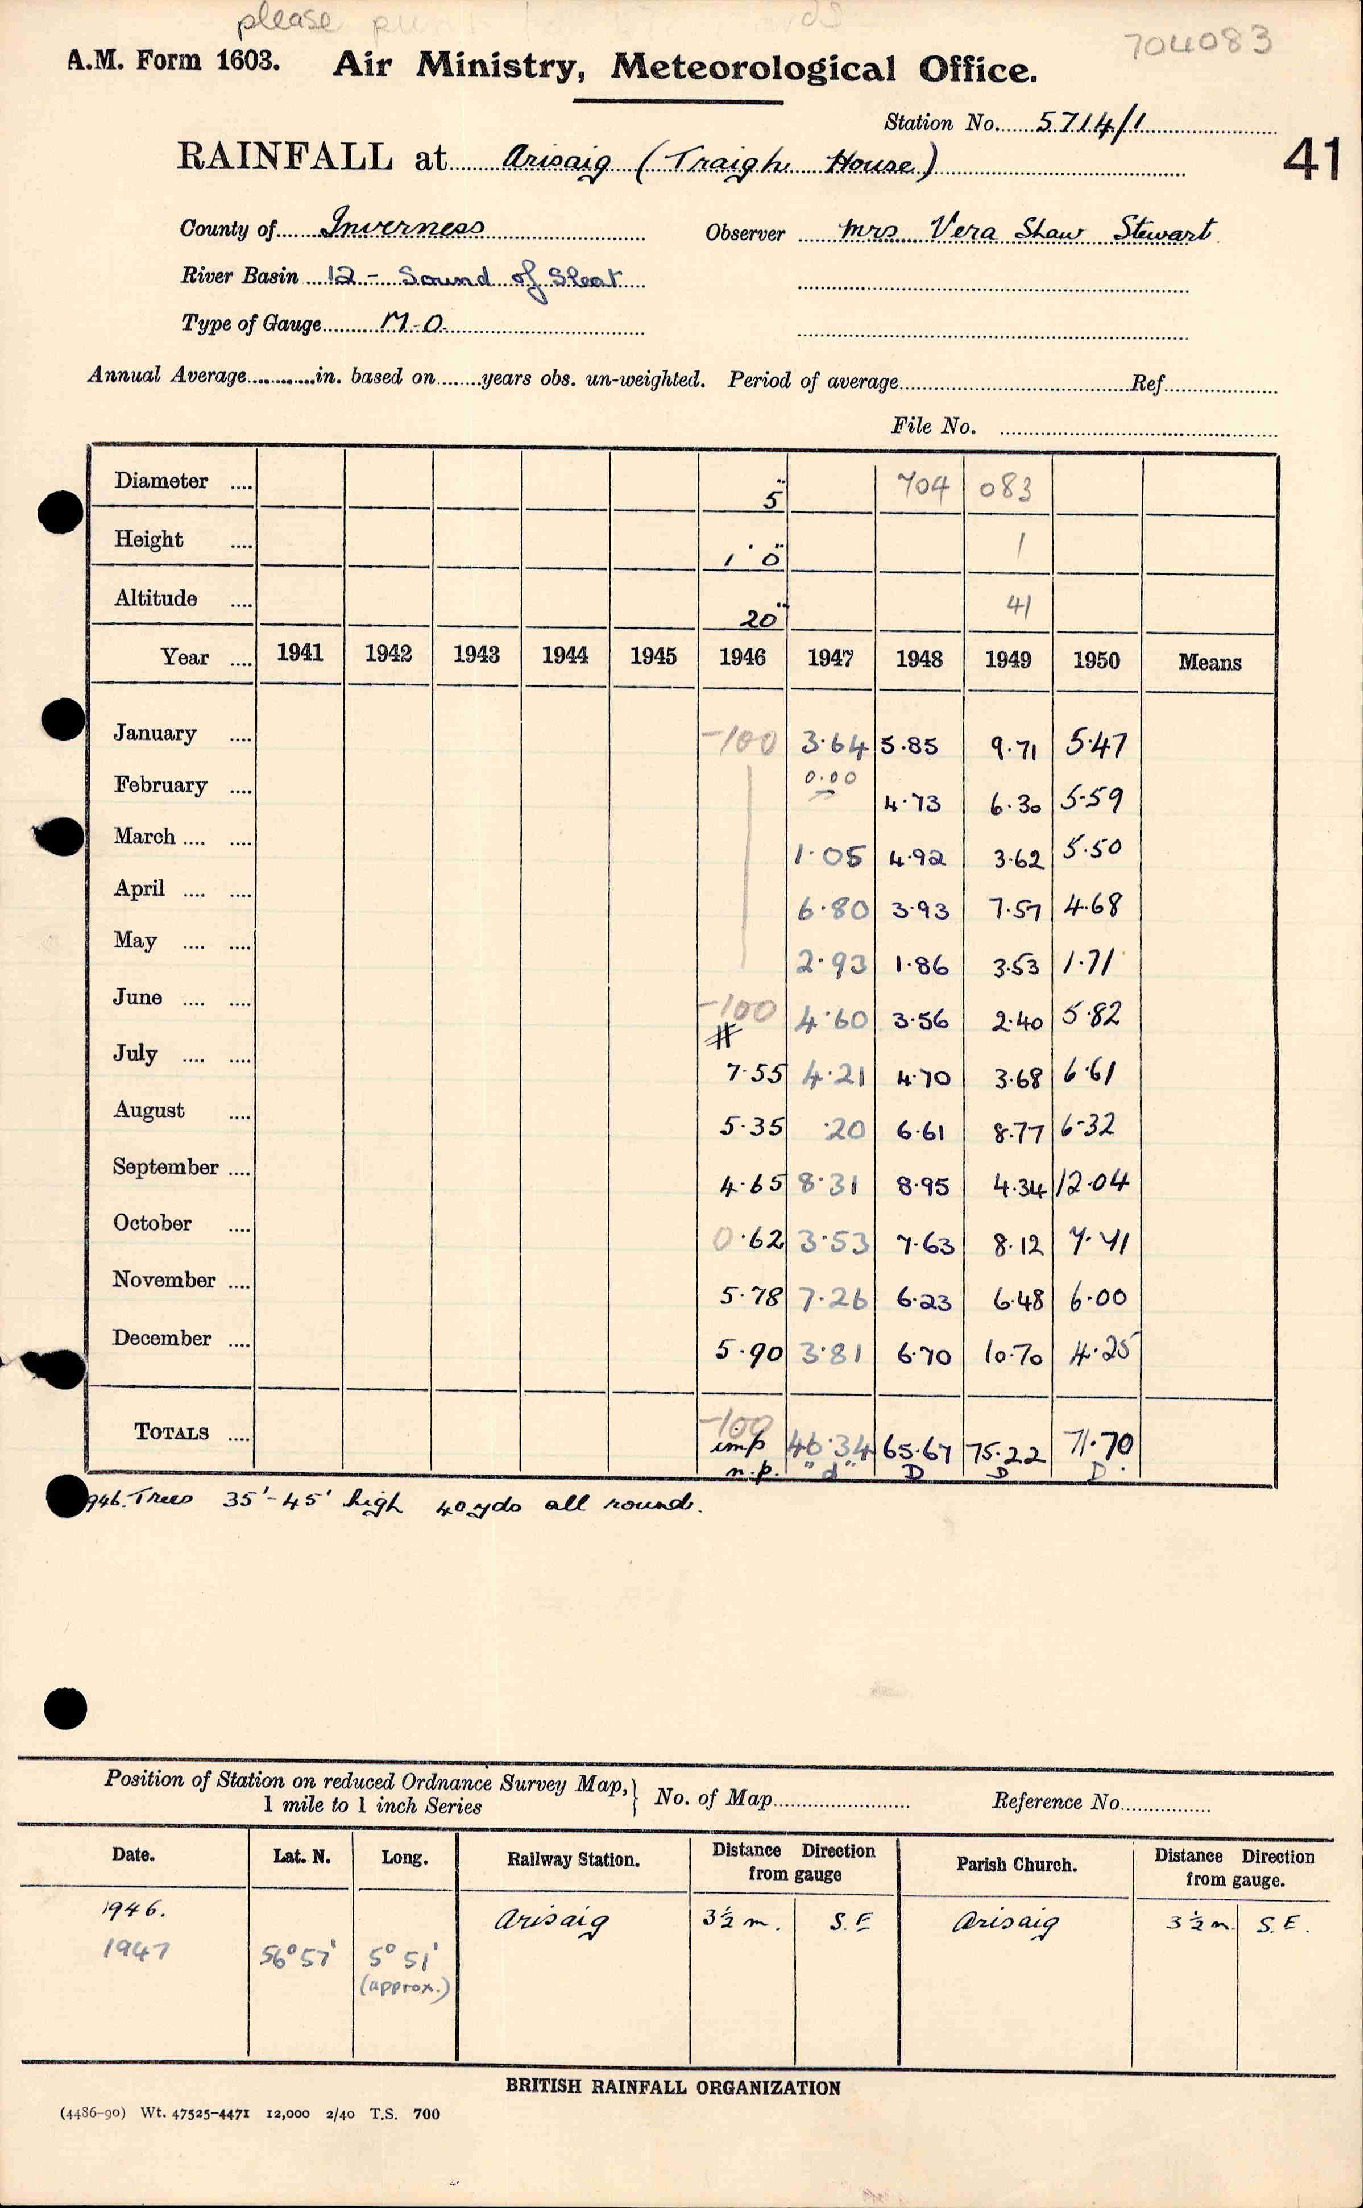 please
704083
A.M. Form 1603. Air Ministry, Meteorological Office.
Station No. 5714/1
41
RAINFALL at Arisaig (Traigh House)
County of Inverness Observer Mrs Vera Shaw Stewart
River Basin 12 - Sound of Sleat
Type of Gauge M.O.
Annual Average in. based on years obs. un-weighted. Period of average Ref
File No.
Diameter 5" 704 083
Height 1' 0" 1
Altitude 20" 41
Year 1941 1942 1943 1944 1945 1946 1947 1948 1949 1950 Means
January -100 3.64 5.85 9.71 5.47
February 0.00 4.73 6.30 5.59
March 1.05 4.92 3.62 5.50
April 6.80 3.93 7.57 4.68
May 2.93 1.86 3.53 1.71
June -100 4.60 3.56 2.40 5.82
#
July 7.55 4.21 4.70 3.68 6.61
August 5.35 .20 6.61 8.77 6.32
September 4.65 8.31 8.95 4.34 12.04
October 0.62 3.53 7.63 8.12 7.41
November 5.78 7.26 6.23 6.48 6.00
December 5.90 3.81 6.70 10.70 4.25
-100
TOTALS imp 46.34 65.67 75.22 71.70
n.p. "d" D D D.
1946. Trees 35'-45' high 40 yds all round.
Position of Station on reduced Ordnance Survey Map, No. of Map Reference No.
1 mile to 1 inch Series
Date. Lat. N. Long. Railway Station. Distance Direction from gauge Parish Church. Distance Direction from gauge.
1946. Arisaig 3½ m. S.E Arisaig 3½ m. S.E.
1947 56° 57' 5° 51'
(approx.)
BRITISH RAINFALL ORGANIZATION
(4486-90) Wt. 47525-4471 12,000 2/40 T.S. 700